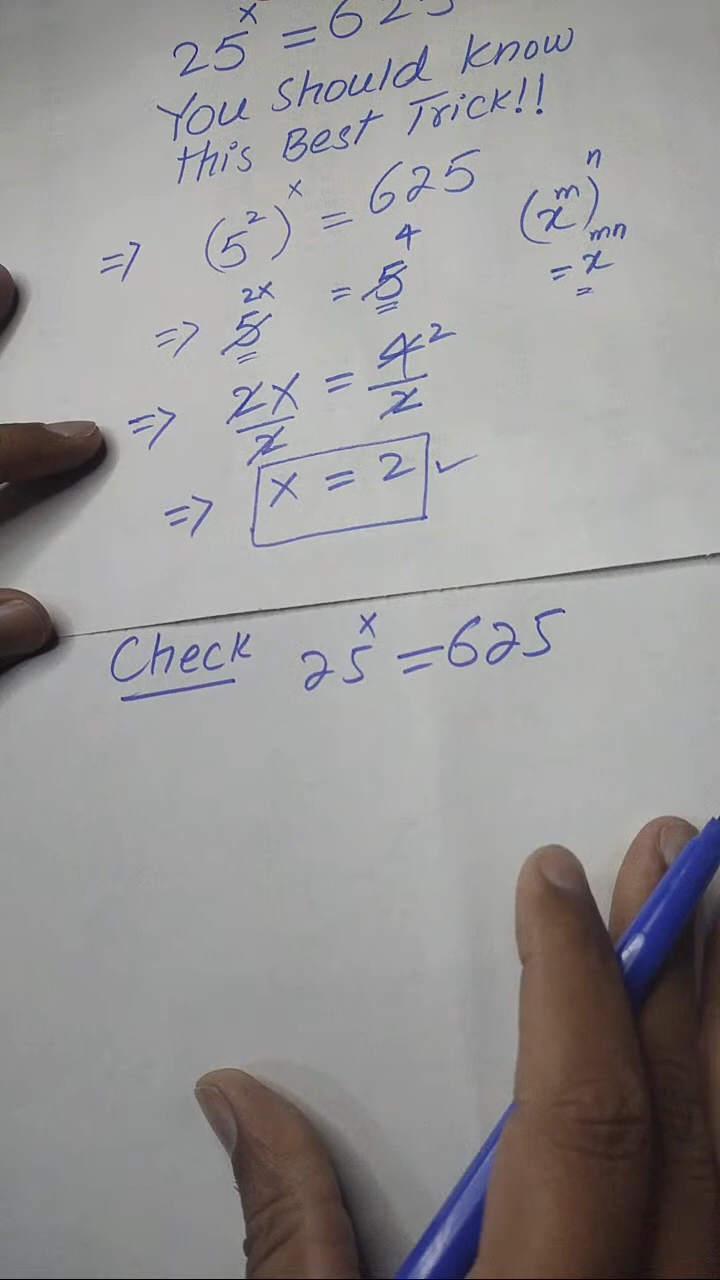 25^x = 625
You should know
this Best Trick!!
=> (5^2)^x = 625
(x^m)^n
= x^mn
=> 5^2x = 5^4
=> 2x/2 = 4^2/2
=> x = 2 ✓
Check 25^x = 625